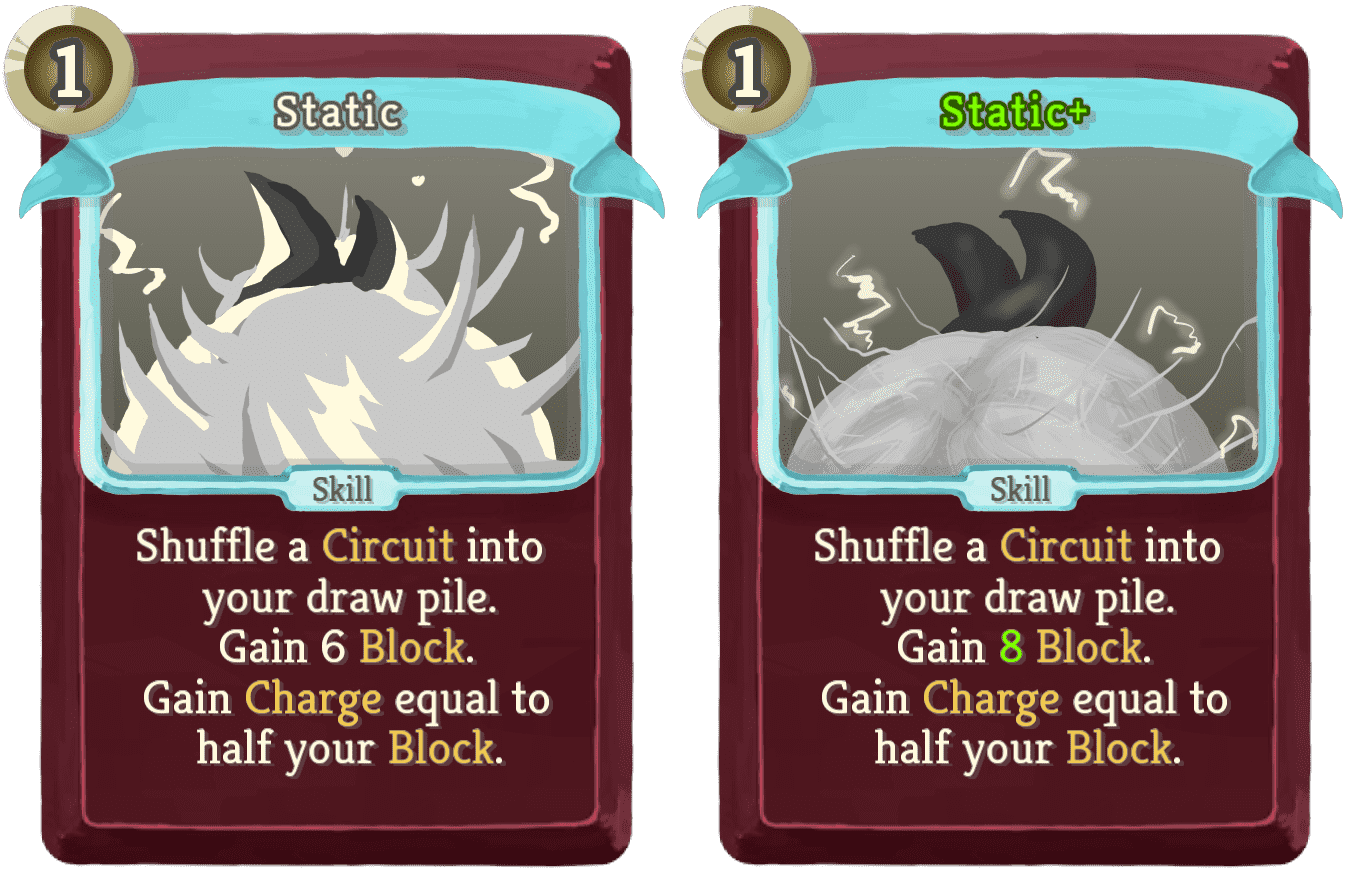 1
Static
Skill
Shuffle a Circuit into
your draw pile.
Gain 6 Block.
Gain Charge equal to
half your Block.
1
Static+
Skill
Shuffle a Circuit into
your draw pile.
Gain 8 Block.
Gain Charge equal to
half your Block.